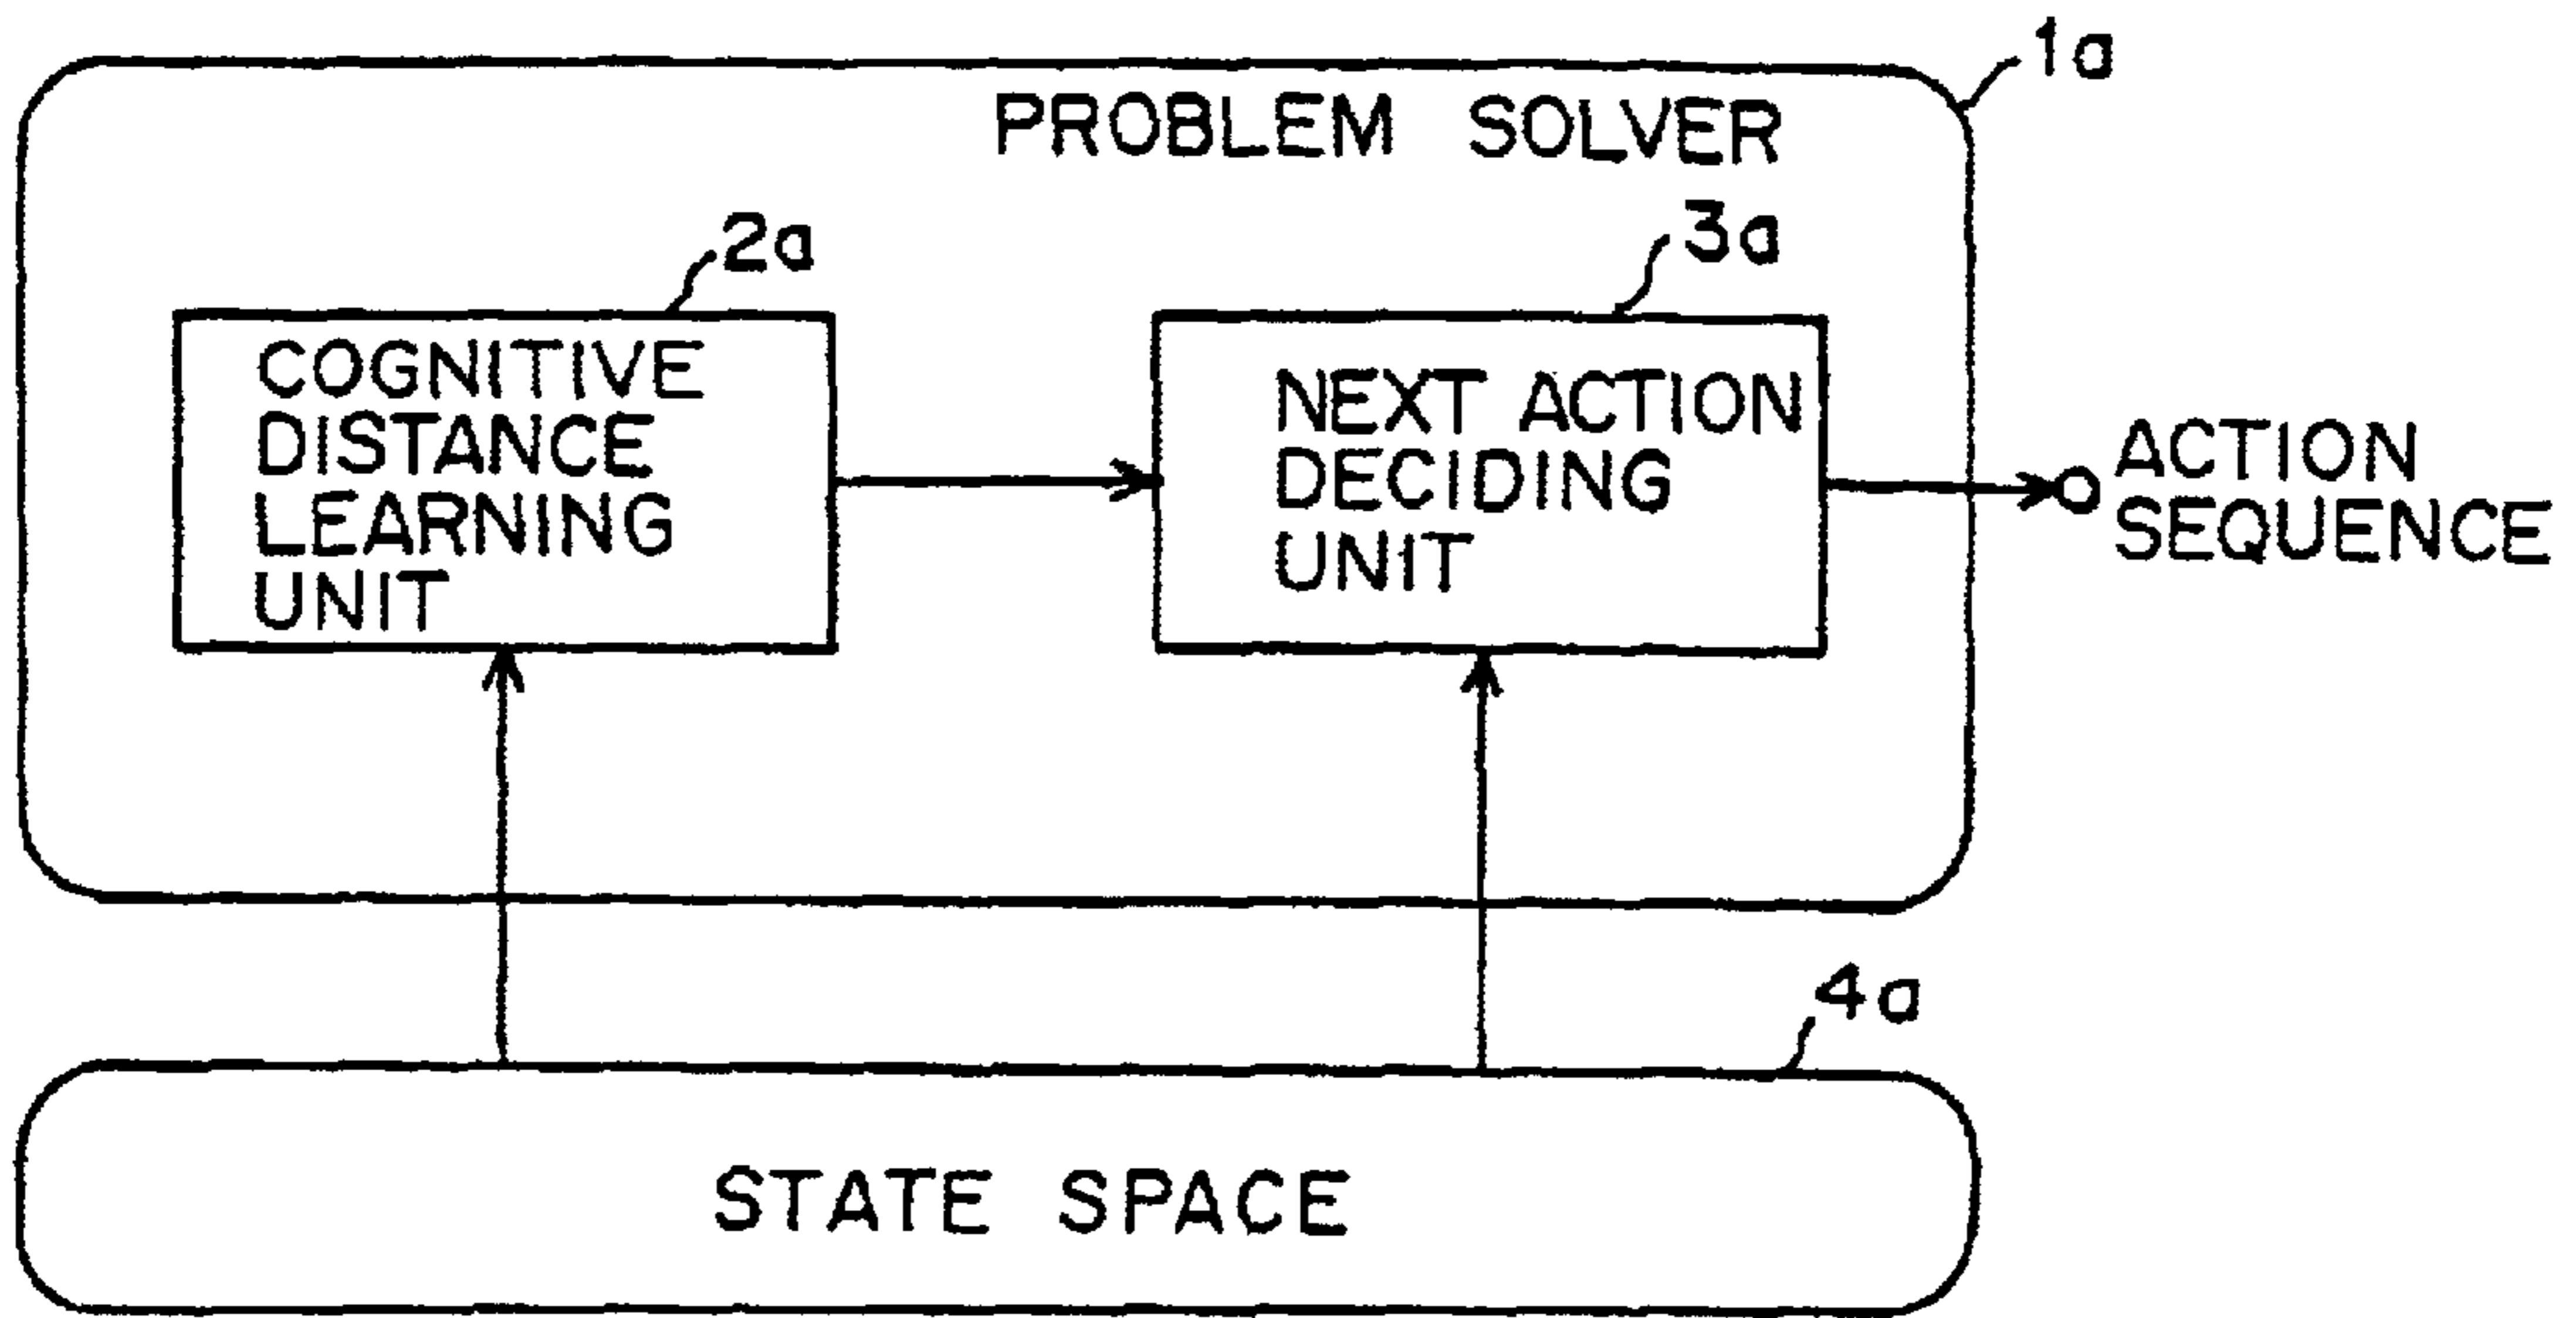 1a
PROBLEM SOLVER
2a
3a
COGNITIVE
DISTANCE
LEARNING
UNIT
NEXT ACTION
DECIDING
UNIT
ACTION
SEQUENCE
4a
STATE SPACE